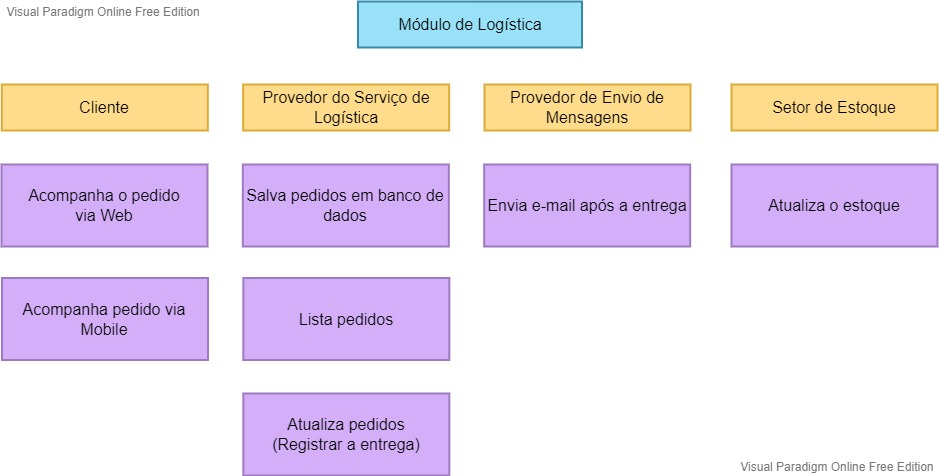 Visual Paradigm Online Free Edition
Módulo de Logística
Cliente
Provedor do Serviço de
Logística
Provedor de Envio de
Mensagens
Setor de Estoque
Acompanha o pedido
via Web
Salva pedidos em banco de
dados
Envia e-mail após a entrega
Atualiza o estoque
Acompanha pedido via
Mobile
Lista pedidos
Atualiza pedidos
(Registrar a entrega)
Visual Paradigm Online Free Edition